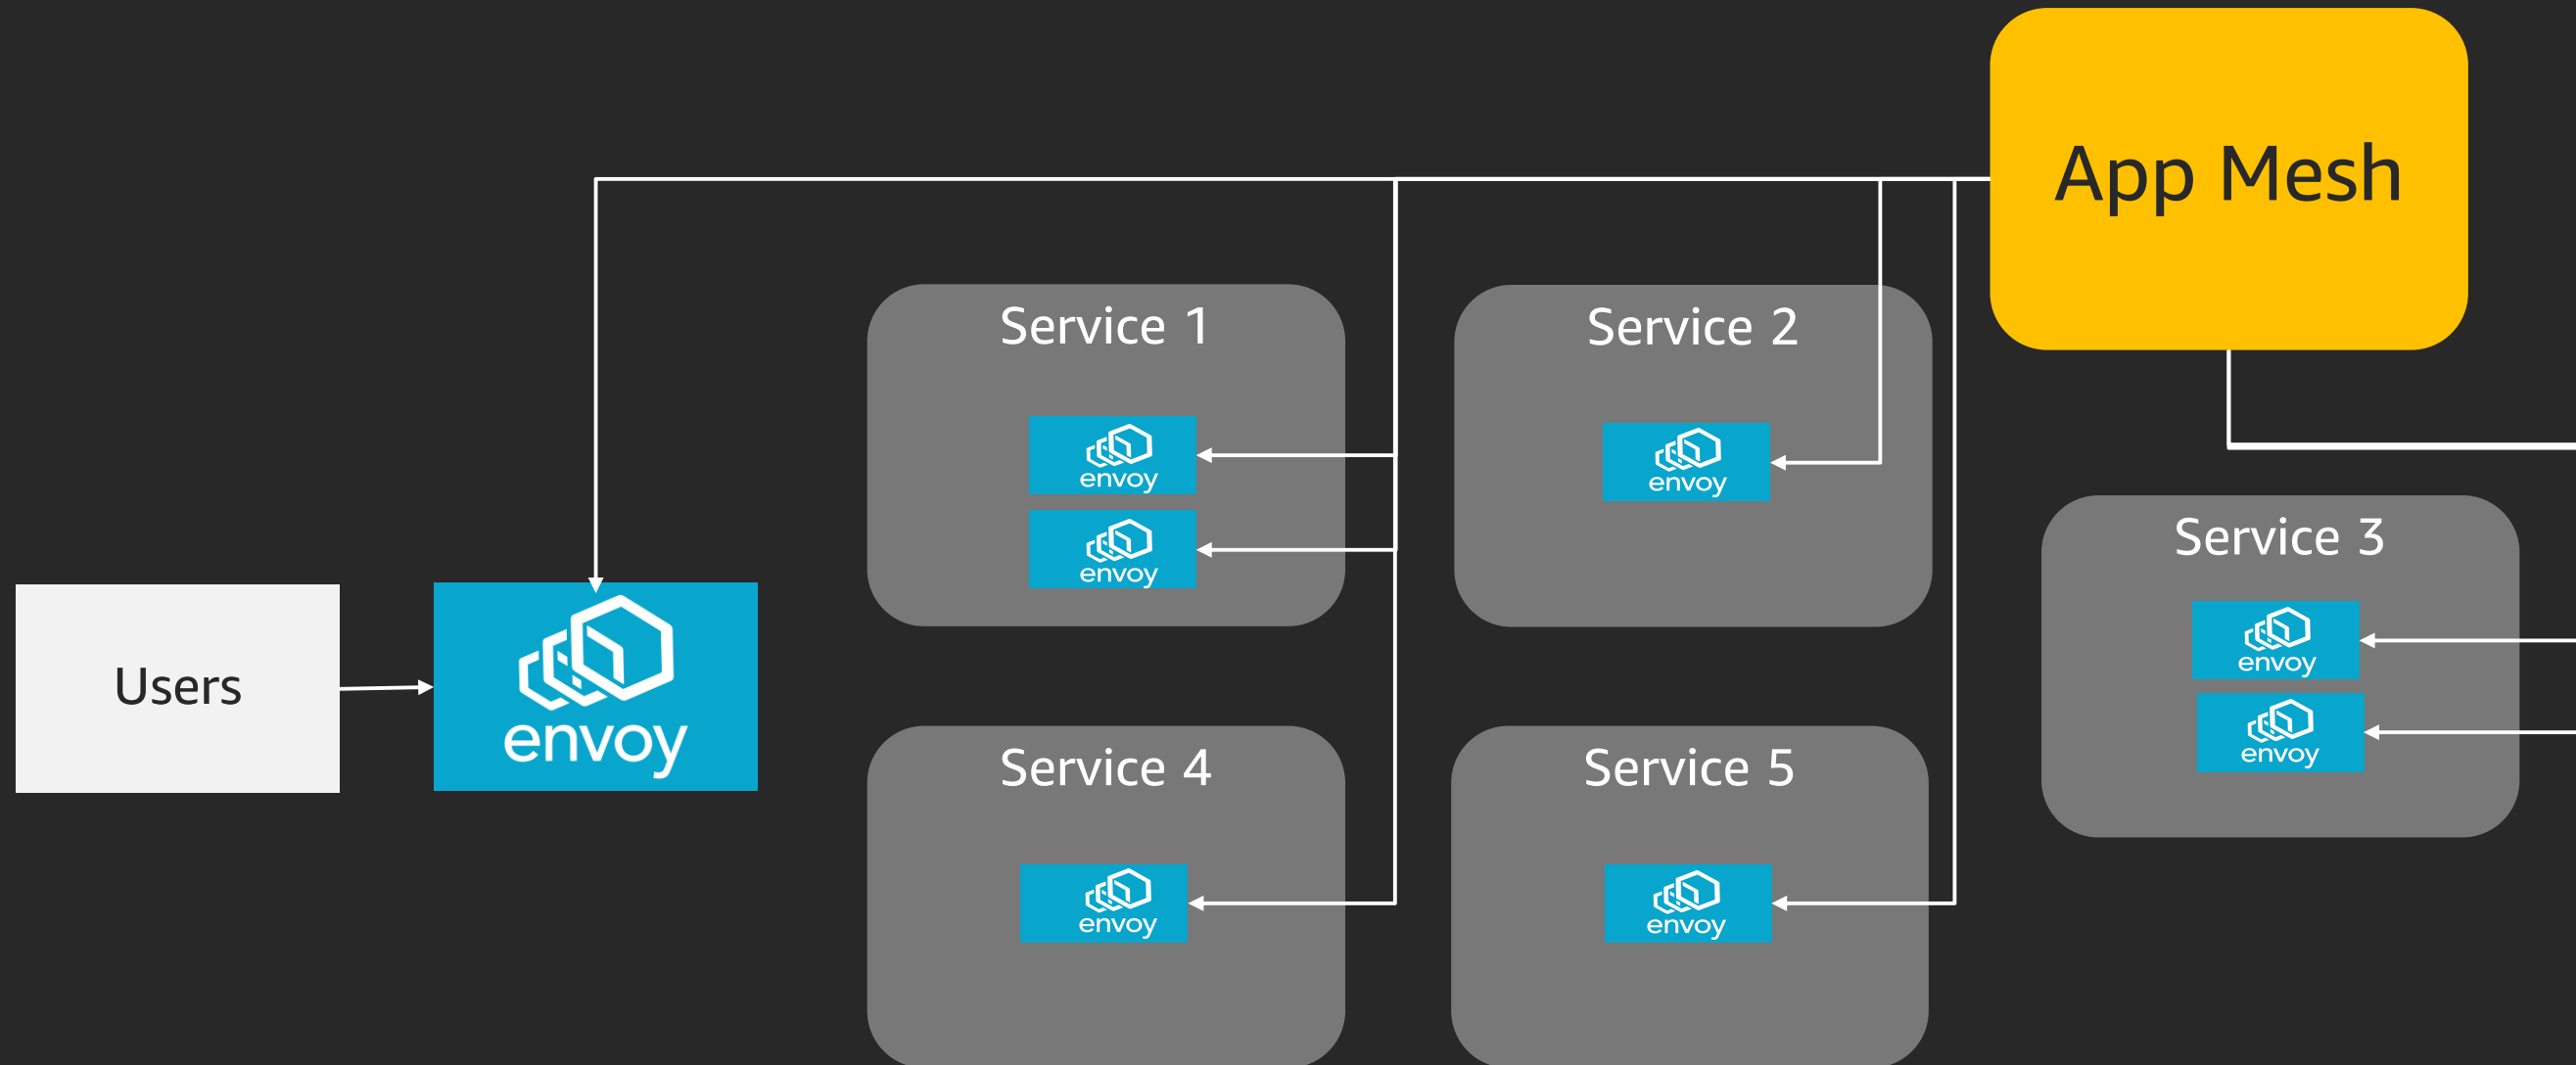 App Mesh
Service 1
envoy
envoy
Service 2
envoy
Service 3
envoy
envoy
Users
envoy
Service 4
envoy
Service 5
envoy